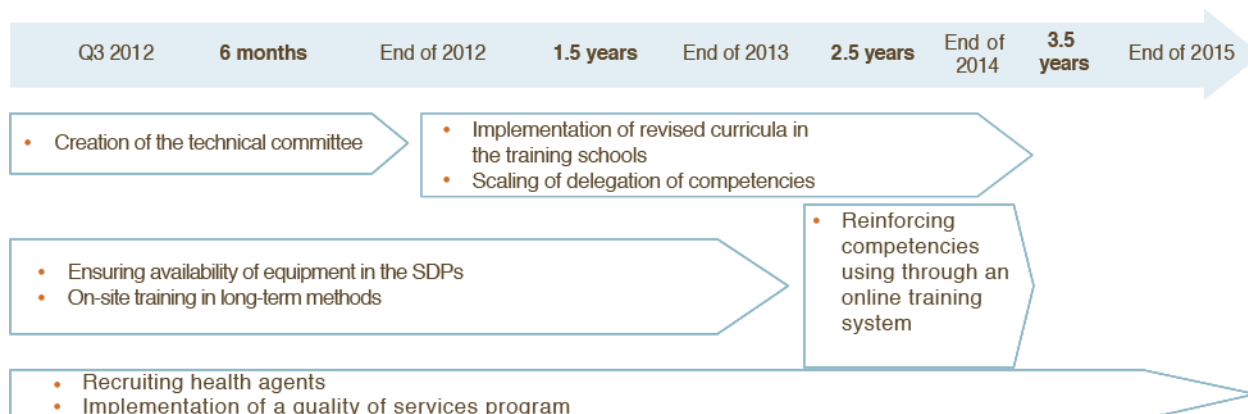 Q3 2012 6 months End of 2012 1.5 years End of 2013 2.5 years End of 2014 3.5 years End of 2015
• Creation of the technical committee
• Implementation of revised curricula in
the training schools
• Scaling of delegation of competencies
• Ensuring availability of equipment in the SDPs
• On-site training in long-term methods
• Reinforcing
competencies
using through an
online training
system
• Recruiting health agents
• Implementation of a quality of services program